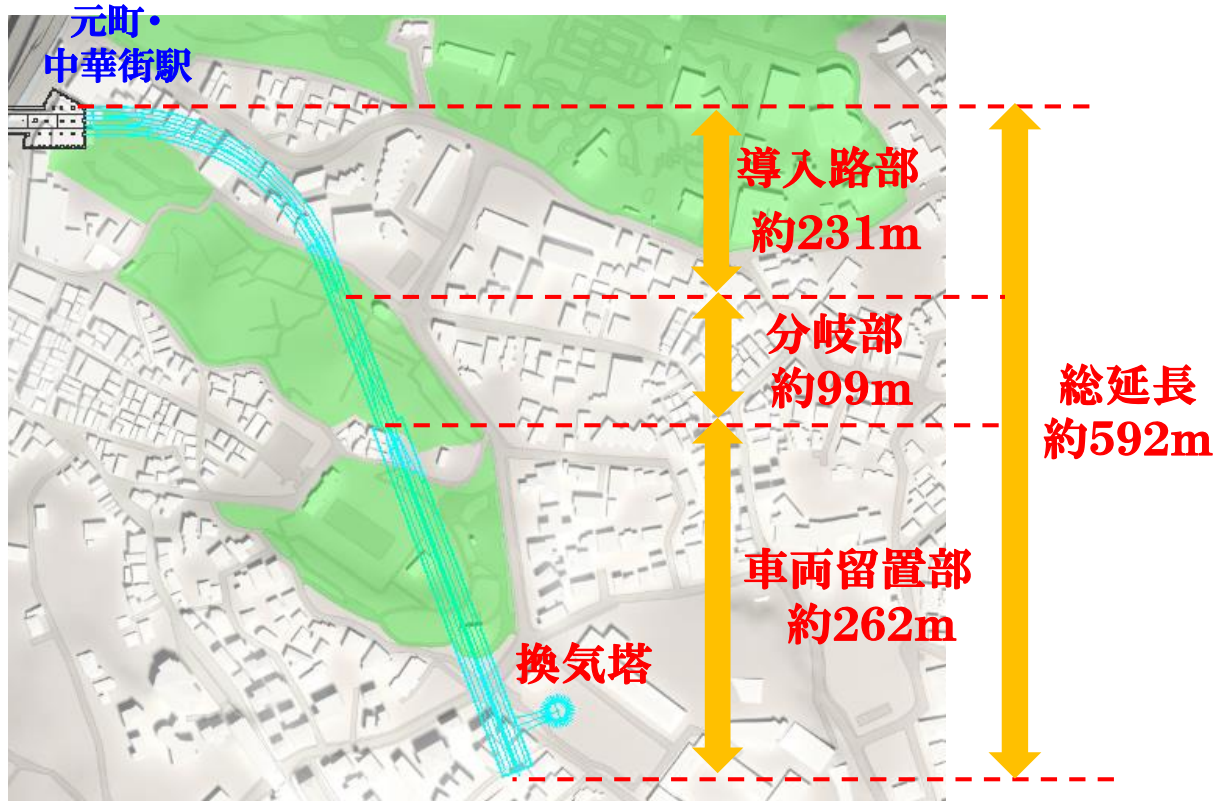 元町・
中華街駅
導入路部
約231m
分岐部
約99m
総延長
約592m
車両留置部
約262m
換気塔